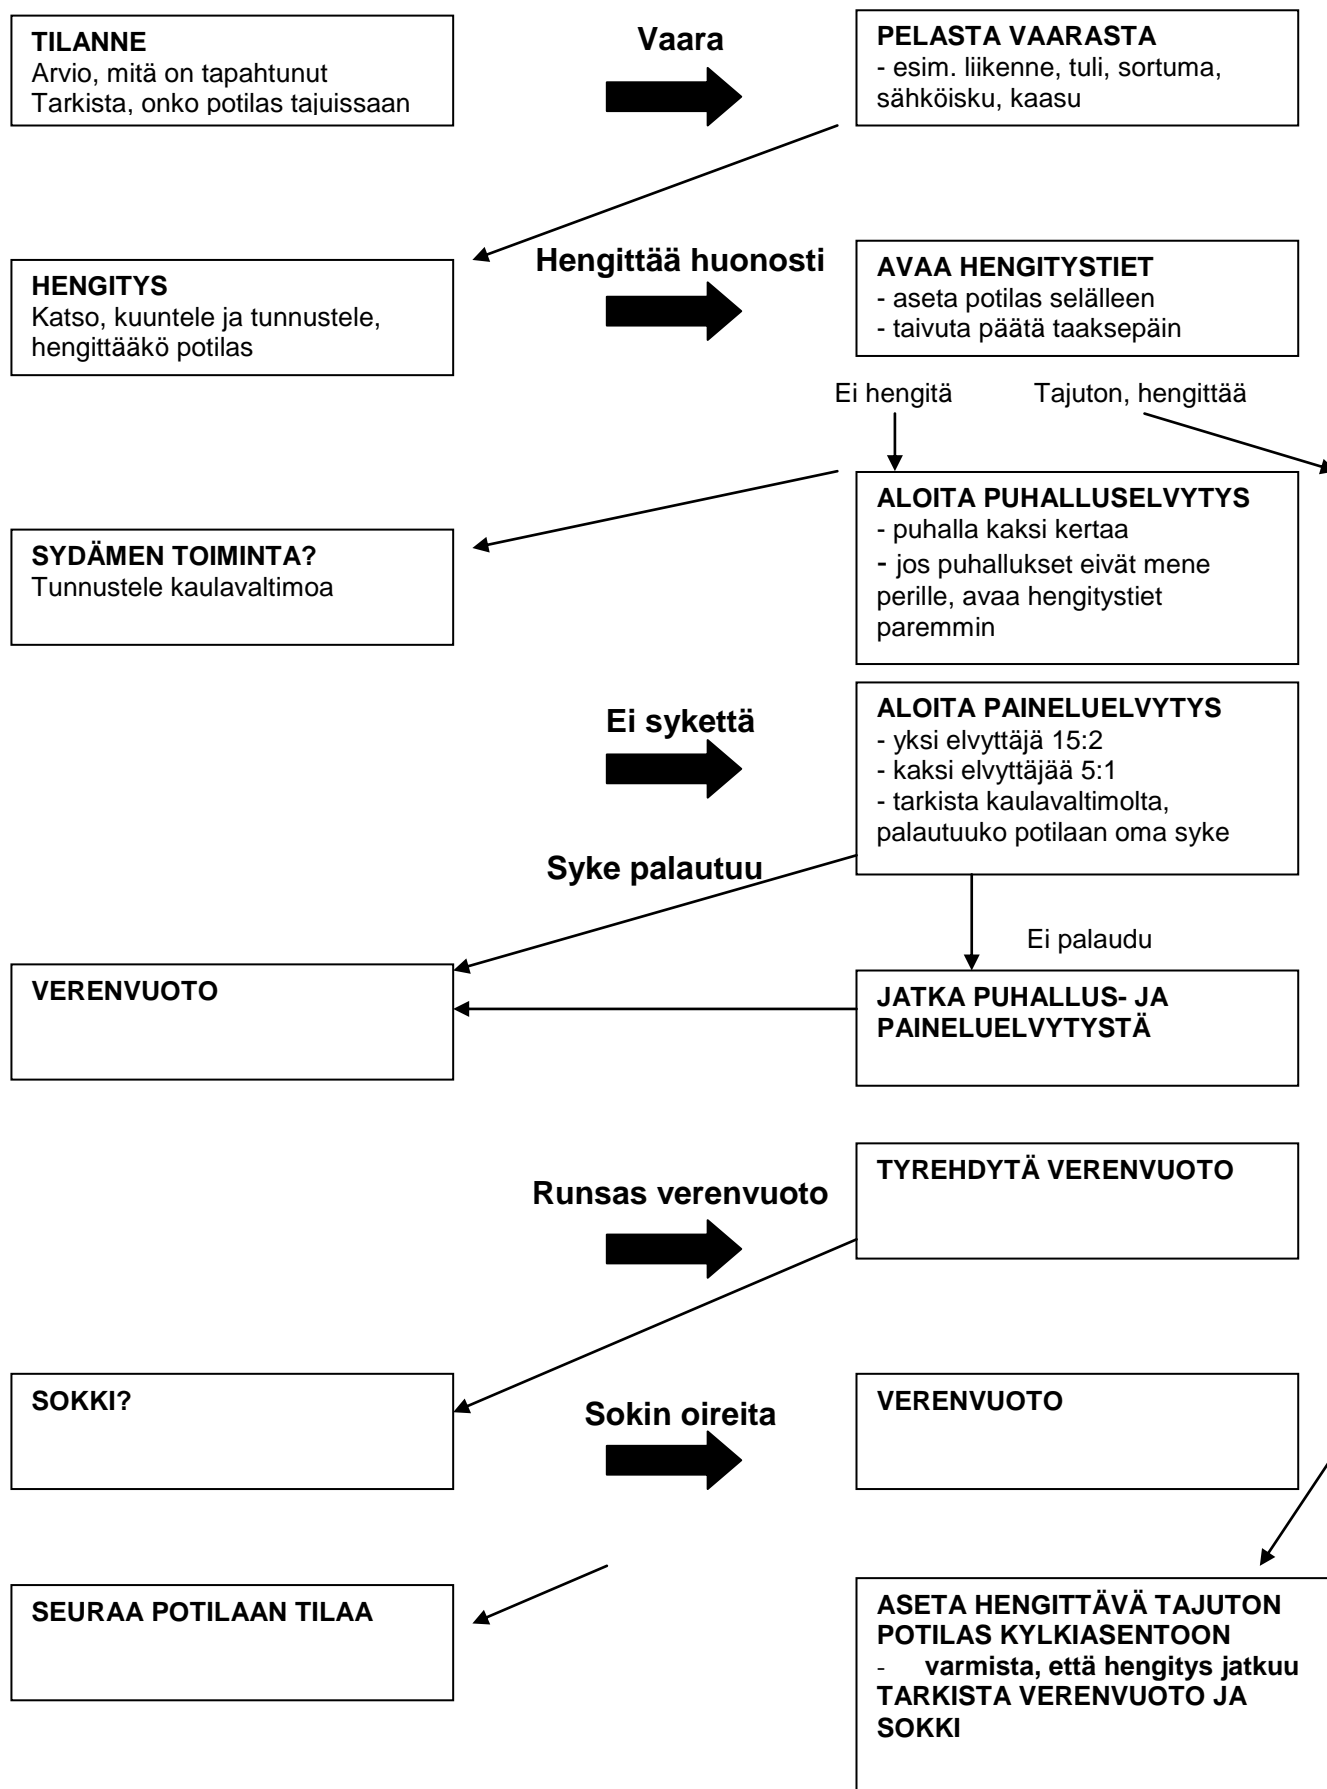 TILANNE
Arvio, mitä on tapahtunut
Tarkista, onko potilas tajuissaan
Vaara
PELASTA VAARASTA
- esim. liikenne, tuli, sortuma,
sähköisku, kaasu
HENGITYS
Katso, kuuntele ja tunnustele,
hengittääkö potilas
Hengittää huonosti
AVAA HENGITYSTIET
- aseta potilas selälleen
- taivuta päätä taaksepäin
Ei hengitä
Tajuton, hengittää
SYDÄMEN TOIMINTA?
Tunnustele kaulavaltimoa
ALOITA PUHALLUSELVYTYS
- puhalla kaksi kertaa
- jos puhallukset eivät mene
perille, avaa hengitystiet
paremmin
Ei sykettä
ALOITA PAINELUELVYTYS
- yksi elvyttäjä 15:2
- kaksi elvyttäjää 5:1
- tarkista kaulavaltimolta,
palautuuko potilaan oma syke
Syke palautuu
Ei palaudu
VERENVUOTO
JATKA PUHALLUS- JA
PAINELUELVYTYSTÄ
Runsas verenvuoto
TYREHDYTÄ VERENVUOTO
SOKKI?
Sokin oireita
VERENVUOTO
SEURAA POTILAAN TILAA
ASETA HENGITTÄVÄ TAJUTON
POTILAS KYLKIASENTOON
- varmista, että hengitys jatkuu
TARKISTA VERENVUOTO JA
SOKKI